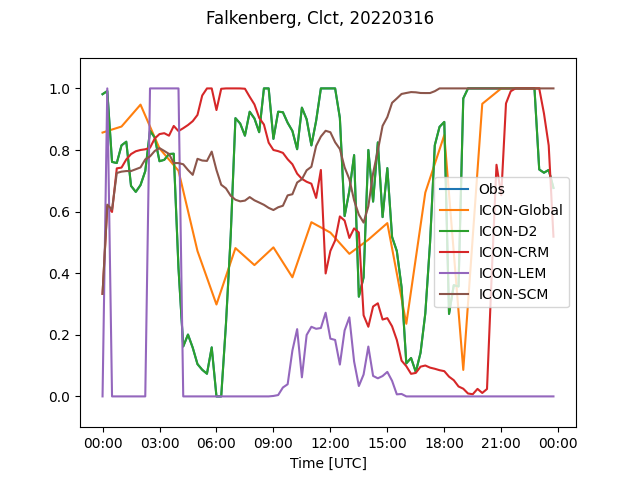 Falkenberg, Clct, 20220316
1.0
0.8
0.6
0.4
0.2
0.0
Obs
ICON-Global
ICON-D2
ICON-CRM
ICON-LEM
ICON-SCM
00:00 03:00 06:00 09:00 12:00 15:00 18:00 21:00 00:00
Time [UTC]